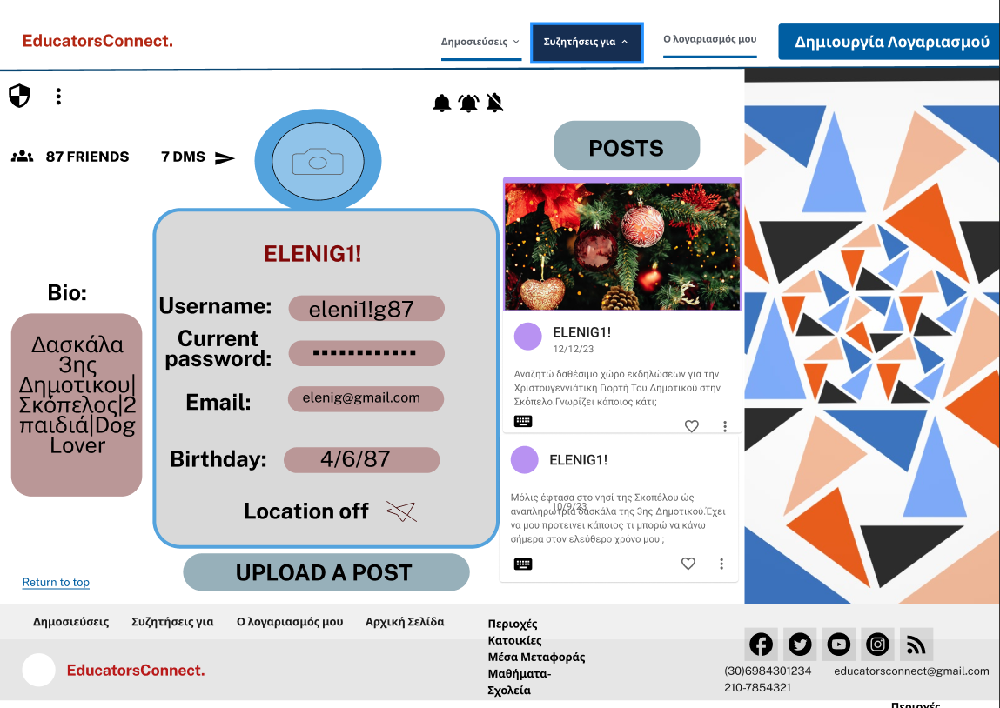 EducatorsConnect.
Δημοσιεύσεις
Συζητήσεις για
Ο λογαριασμός μου
Δημιουργία Λογαριασμού
87 FRIENDS
7 DMS
POSTS
ELENIG1!
Bio:
Δασκάλα
3ης
Δημοτικου|
Σκόπελος|2
παιδιά|Dog
Lover
Username:
eleni1!g87
Current
password:
Email:
elenig@gmail.com
Birthday:
4/6/87
Location off
UPLOAD A POST
ELENIG1!
12/12/23
Αναζητώ δαθέσιμο χώρο εκδηλώσεων για την
Χριστουγεννιάτικη Γιορτή Του Δημοτικού στην
Σκόπελο.Γνωρίζει κάποιος κάτι;
ELENIG1!
10/9/23
Μόλις έφτασα στο νησί της Σκοπέλου ώς
αναπληρώτρια δασκάλα της 3ης Δημοτικού.Έχει
να μου προτεινει κάποιος τι μπορώ να κάνω
σήμερα στον ελεύθερο χρόνο μου ;
Return to top
Δημοσιεύσεις
Συζητήσεις για
Ο λογαριασμός μου
Αρχική Σελίδα
EducatorsConnect.
Περιοχές
Κατοικίες
Μέσα Μεταφοράς
Μαθήματα-
Σχολεία
(30)6984301234
educatorsconnect@gmail.com
210-7854321
Περιοχές